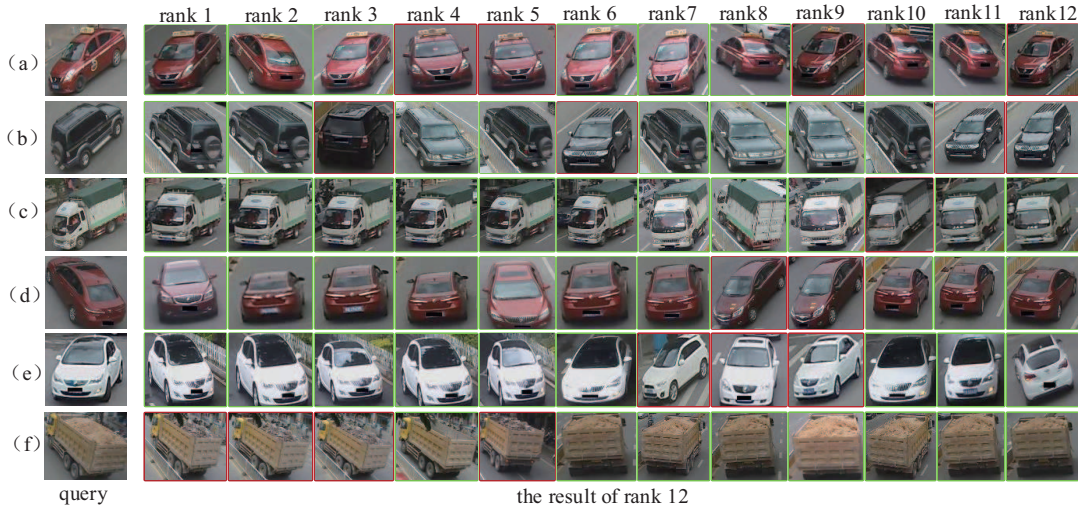 rank 1 rank 2 rank 3 rank 4 rank 5 rank 6 rank7 rank8 rank9 rank10 rank11 rank12
(a)
(b)
(c)
(d)
(e)
(f)
query the result of rank 12